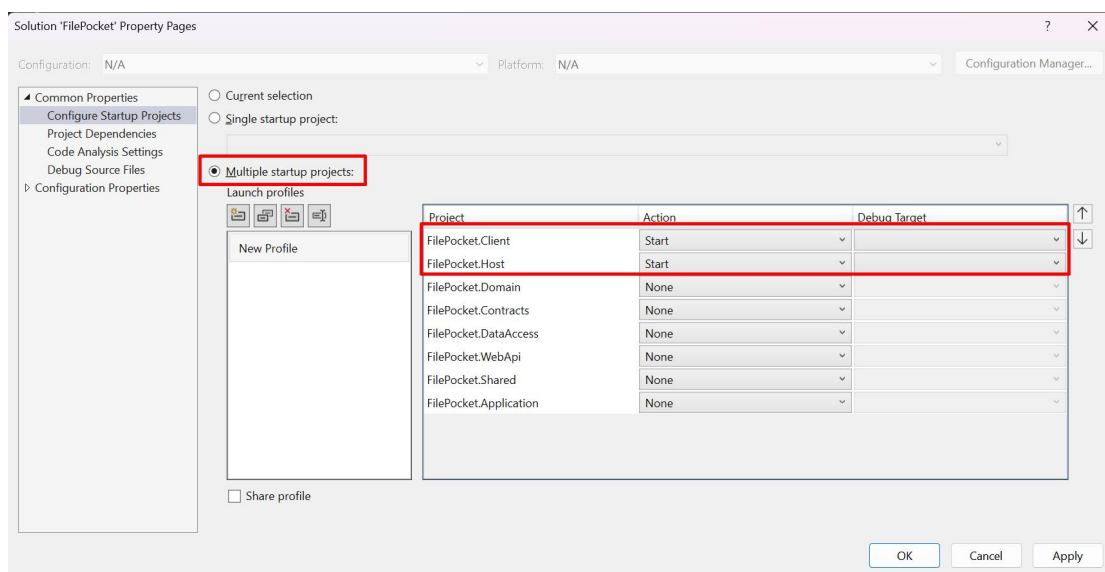 Solution 'FilePocket' Property Pages
Configuration: N/A Platform: N/A Configuration Manager...
Common Properties
Configure Startup Projects
Project Dependencies
Code Analysis Settings
Debug Source Files
Configuration Properties
Current selection
Single startup project:
Multiple startup projects:
Launch profiles
New Profile
Project Action Debug Target
FilePocket.Client Start
FilePocket.Host Start
FilePocket.Domain None
FilePocket.Contracts None
FilePocket.DataAccess None
FilePocket.WebApi None
FilePocket.Shared None
FilePocket.Application None
Share profile
OK Cancel Apply